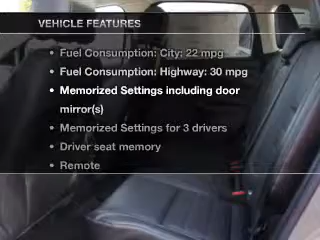 VEHICLE FEATURES
• Fuel Consumption: City: 22 mpg
• Fuel Consumption: Highway: 30 mpg
• Memorized Settings including door
mirror(s)
• Memorized Settings for 3 drivers
• Driver seat memory
• Remote